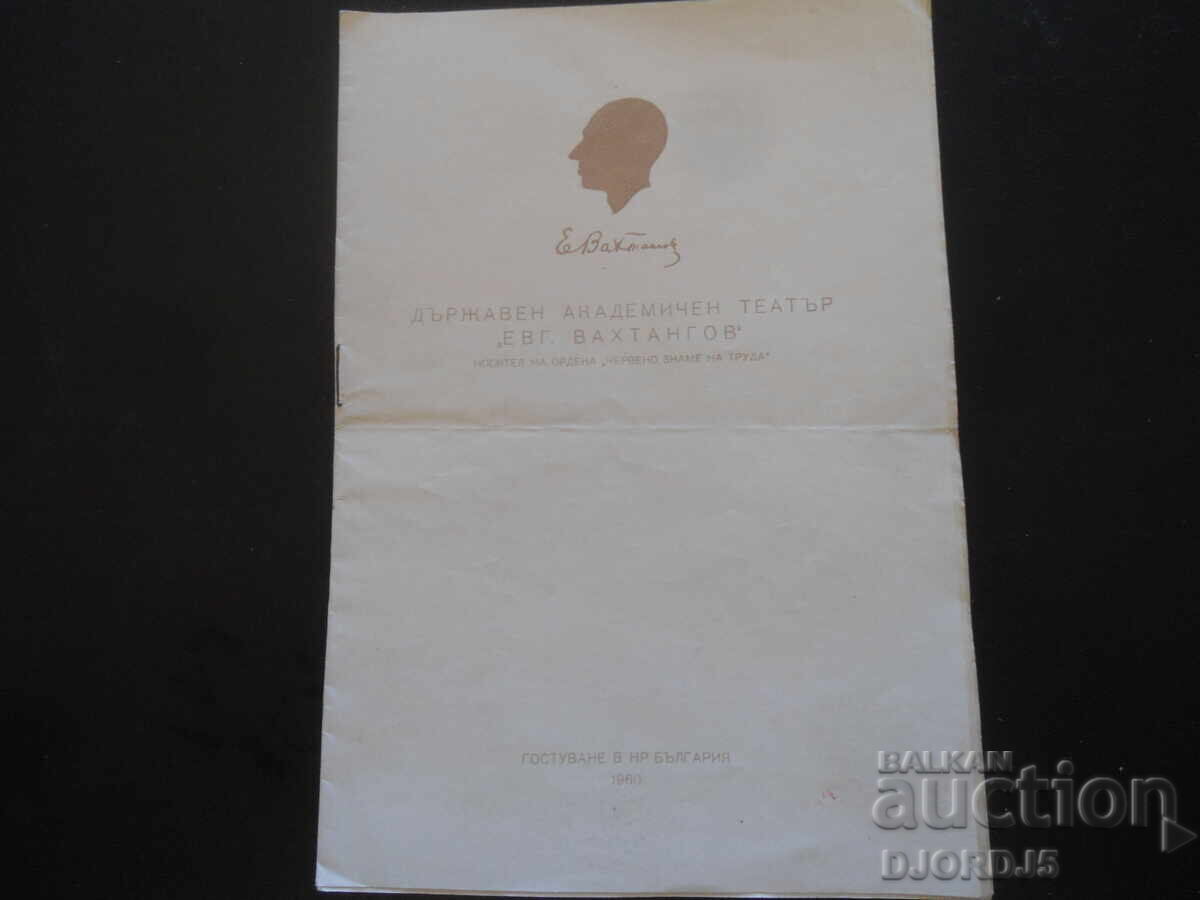 Е Вахтангов
ДЪРЖАВЕН АКАДЕМИЧЕН ТЕАТЪР
„ЕВГ. ВАХТАНГОВ“
НОСИТЕЛ НА ОРДЕНА „ЧЕРВЕНО ЗНАМЕ НА ТРУДА“
ГОСТУВАНЕ В НР БЪЛГАРИЯ
1960
BALKAN
auction
DJORDJ5